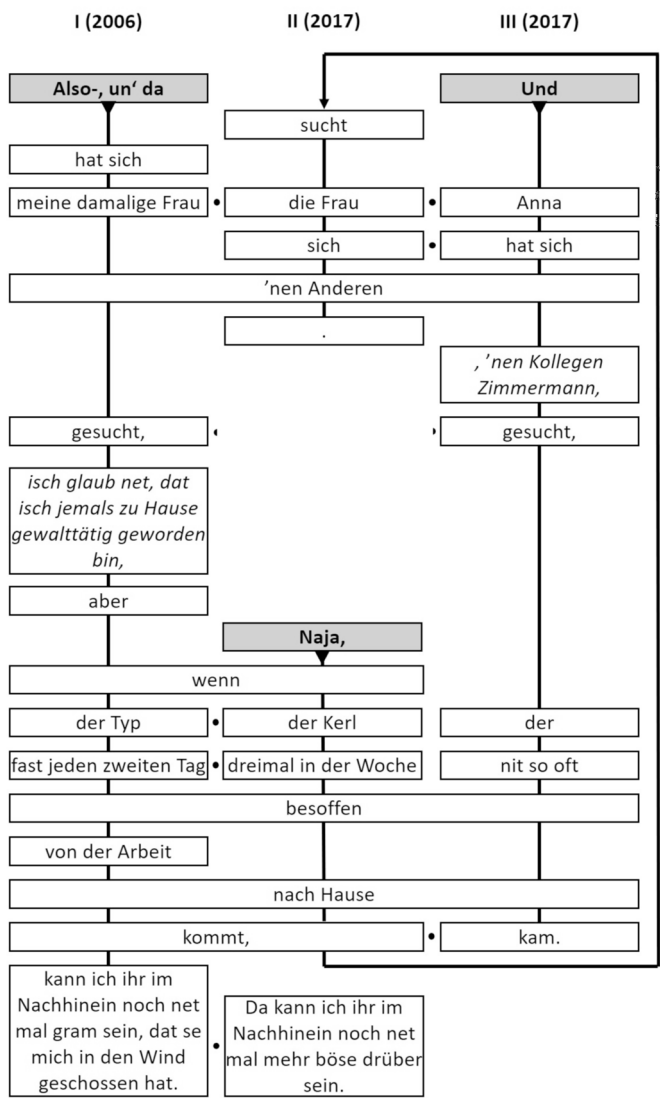 I (2006) II (2017) III (2017)
Also-, un‘ da Und
sucht
hat sich
meine damalige Frau • die Frau • Anna
sich • hat sich
’nen Anderen
.
, ’nen Kollegen
Zimmermann,
gesucht, • • gesucht,
isch glaub net, dat
isch jemals zu Hause
gewalttätig geworden
bin,
aber
Naja,
wenn
der Typ • der Kerl der
fast jeden zweiten Tag • dreimal in der Woche nit so oft
besoffen
von der Arbeit
nach Hause
kommt, • kam.
kann ich ihr im
Nachhinein noch net
mal gram sein, dat se
mich in den Wind
geschossen hat.
•
Da kann ich ihr im
Nachhinein noch net
mal mehr böse drüber
sein.